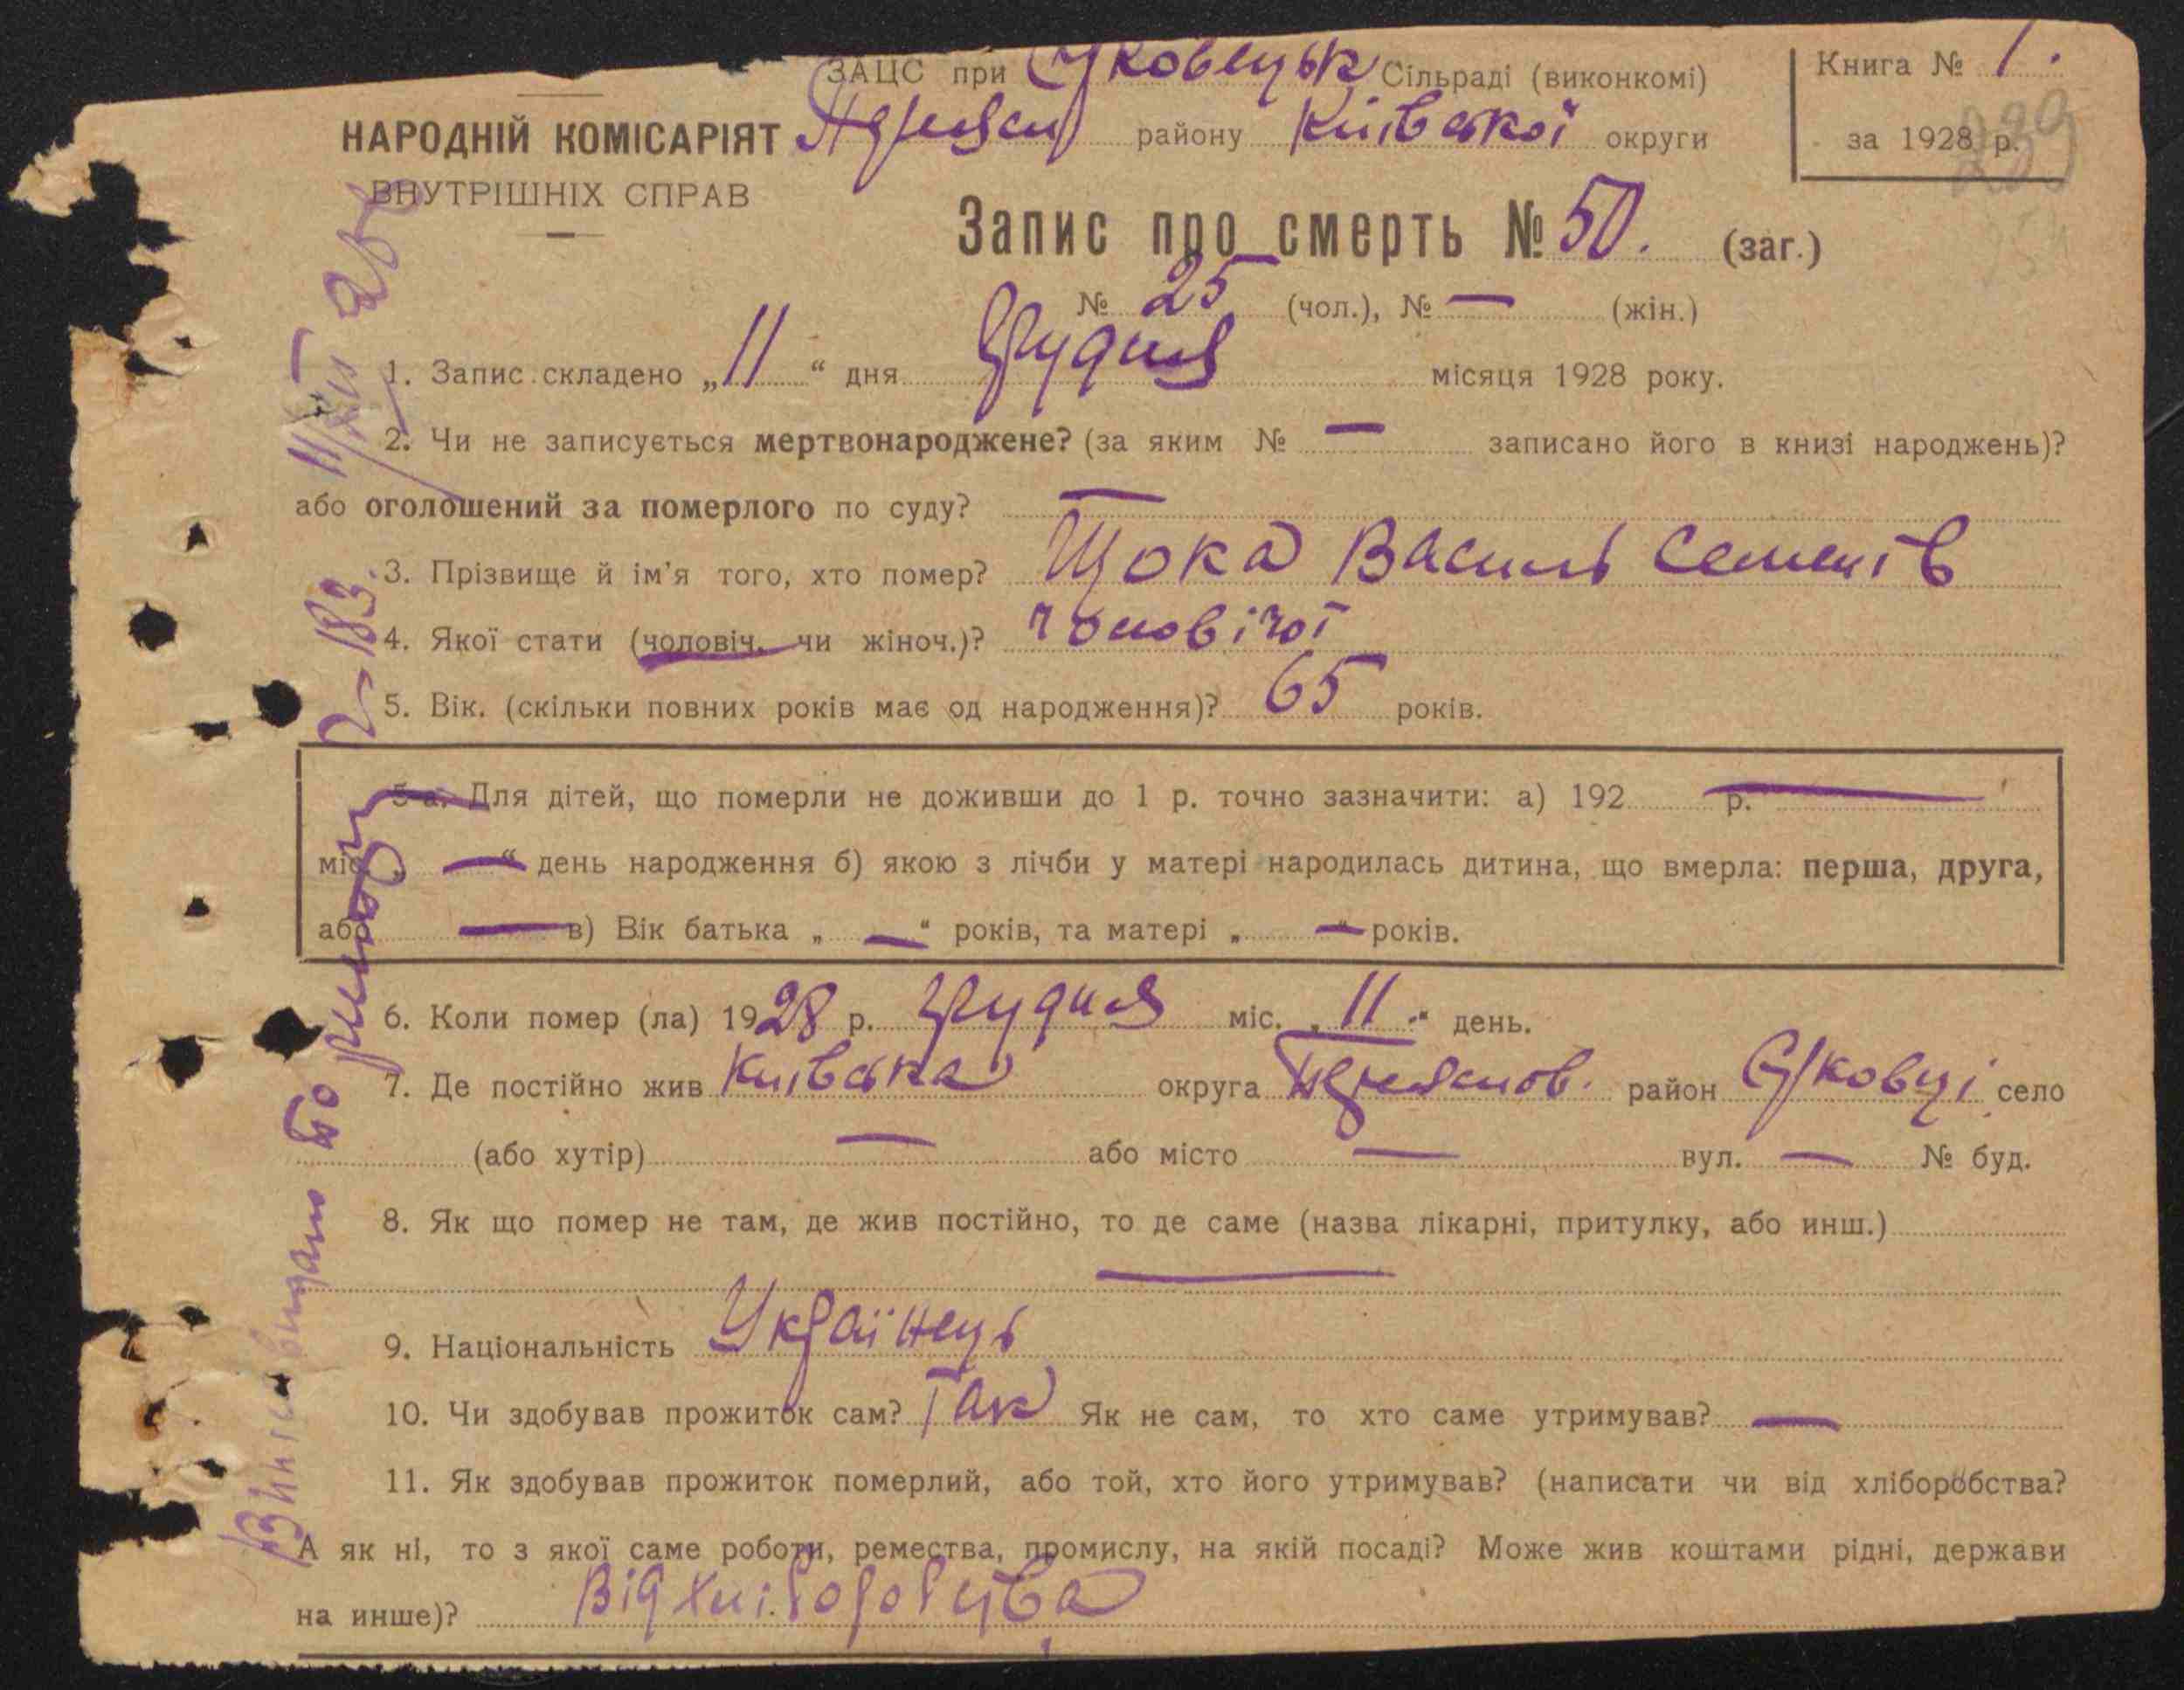 ЗАЦС при Сільраді (виконкомі)
Книга № 1.
НАРОДНІЙ КОМІСАРІЯТ
району Київської округи
за 1928 р.
239
ВНУТРІШНІХ СПРАВ
Запис про смерть № 50. (заг.)
№ 25 (чол.), № — (жін.)
1. Запис складено „11“ дня Грудня місяця 1928 року.
2. Чи не записується мертвонароджене? (за яким № — записано його в книзі народжень)?
або оголошений за померлого по суду? —
3. Прізвище й ім'я того, хто помер? Щока Василь Семенів
4. Якої стати (чоловіч. чи жіноч.)? чоловічої
5. Вік. (скільки повних років має од народження)? 65 років.
5-а. Для дітей, що померли не доживши до 1 р. точно зазначити: а) 192 р. —
міс. „—“ день народження б) якою з лічби у матері народилась дитина, що вмерла: перша, друга,
або — в) Вік батька „—“ років, та матері „—“ років.
6. Коли помер (ла) 1928 р. грудня міс. „11“ день.
7. Де постійно жив Київська округа район село
(або хутір) — або місто — вул. — № буд.
8. Як що помер не там, де жив постійно, то де саме (назва лікарні, притулку, або инш.)
—
9. Національність Українець
10. Чи здобував прожиток сам? Так Як не сам, то хто саме утримував? —
11. Як здобував прожиток померлий, або той, хто його утримував? (написати чи від хліборобства?
А як ні, то з якої саме роботи, ремества, промислу, на якій посаді? Може жив коштами рідні, держави
на инше)? Від хліборобства